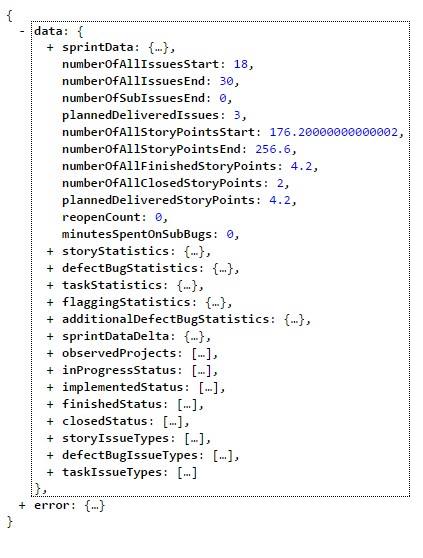 {
- data: {
+ sprintData: {…},
numberOfAllIssuesStart: 18,
numberOfAllIssuesEnd: 30,
numberOfSubIssuesEnd: 0,
plannedDeliveredIssues: 3,
numberOfAllStoryPointsStart: 176.20000000000002,
numberOfAllStoryPointsEnd: 256.6,
numberOfAllFinishedStoryPoints: 4.2,
numberOfAllClosedStoryPoints: 2,
plannedDeliveredStoryPoints: 4.2,
reopenCount: 0,
minutesSpentOnSubBugs: 0,
+ storyStatistics: {…},
+ defectBugStatistics: {…},
+ taskStatistics: {…},
+ flaggingStatistics: {…},
+ additionalDefectBugStatistics: {…},
+ sprintDataDelta: {…},
+ observedProjects: […],
+ inProgressStatus: […],
+ implementedStatus: […],
+ finishedStatus: […],
+ closedStatus: […],
+ storyIssueTypes: […],
+ defectBugIssueTypes: […],
+ taskIssueTypes: […]
},
+ error: {…}
}